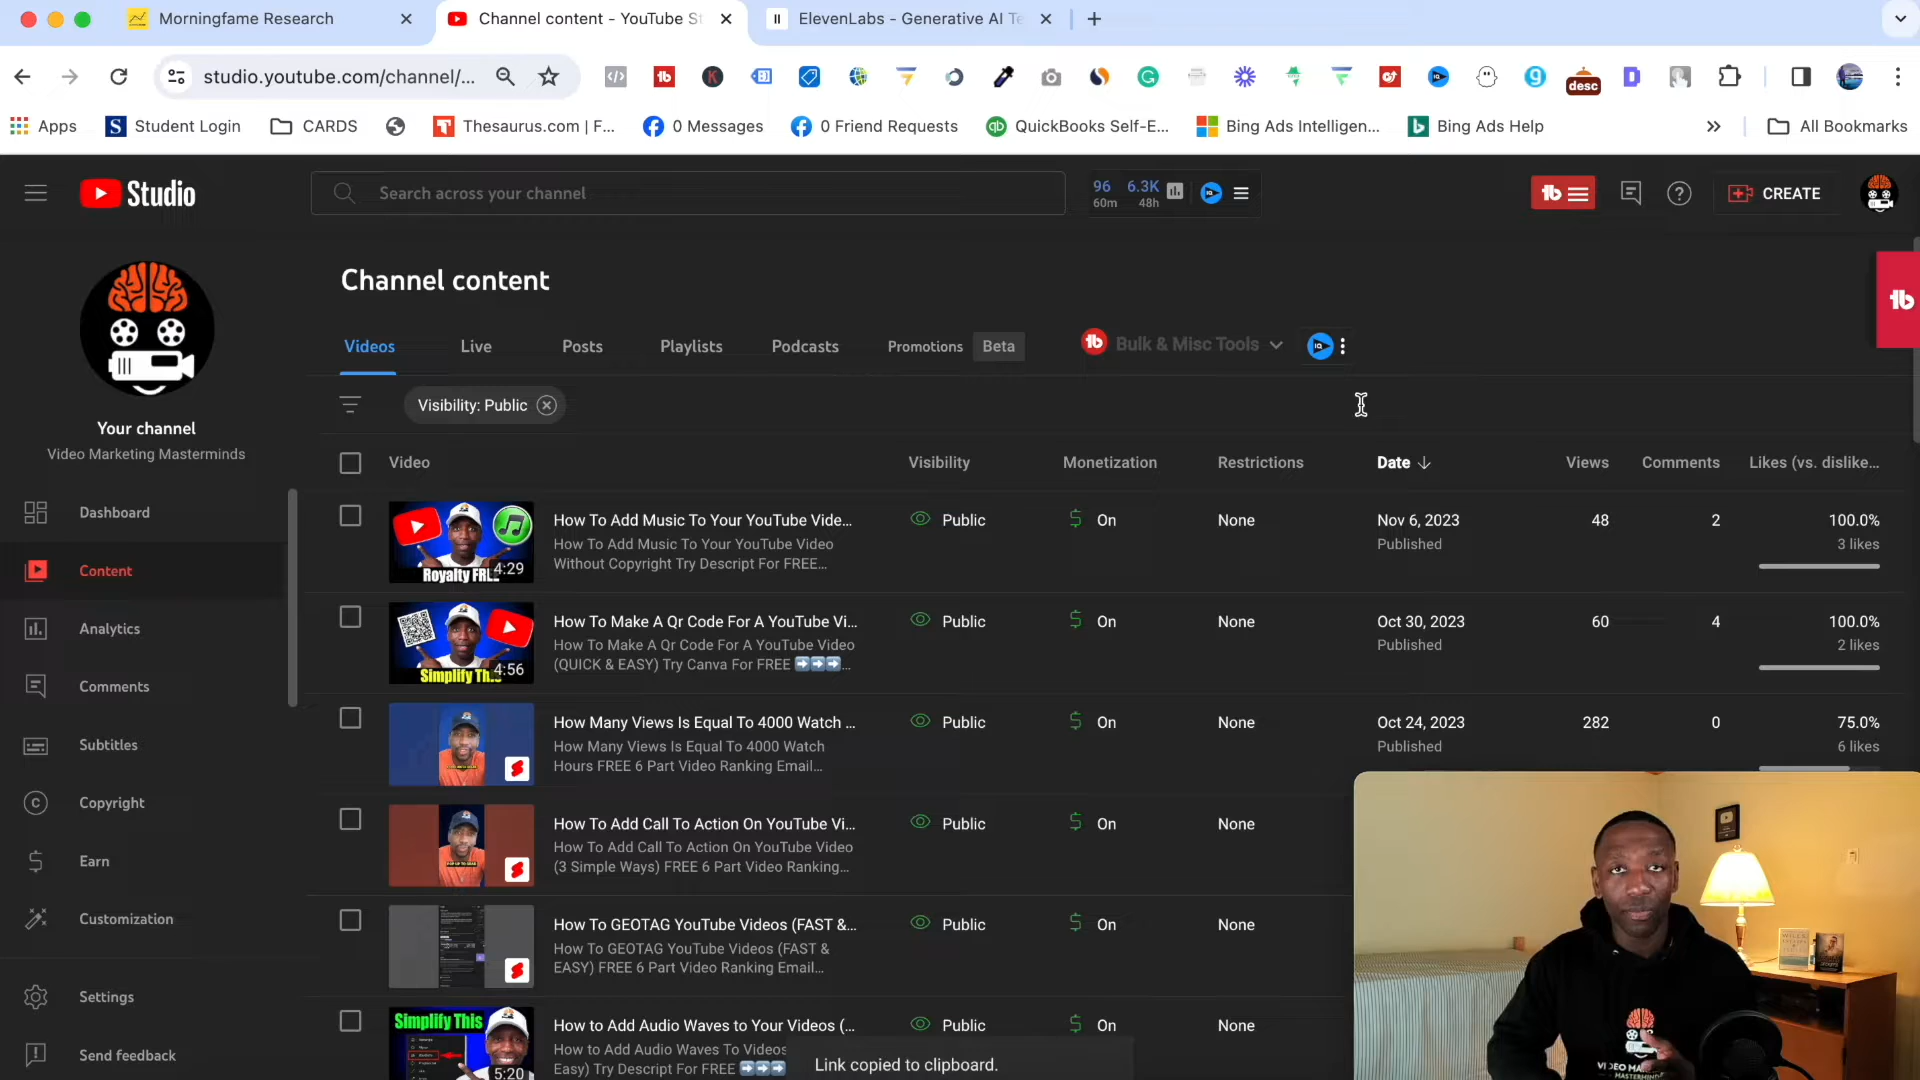 Morningfame Research
Channel content - YouTube St
ElevenLabs - Generative AI Te
studio.youtube.com/channel/...
desc
Apps
Student Login
CARDS
Thesaurus.com | F...
0 Messages
0 Friend Requests
QuickBooks Self-E...
Bing Ads Intelligen...
Bing Ads Help
All Bookmarks
Studio
Search across your channel
96
60m
6.3K
48h
CREATE
Your channel
Video Marketing Masterminds
Dashboard
Content
Analytics
Comments
Subtitles
Copyright
Earn
Customization
Settings
Send feedback
Channel content
Videos
Live
Posts
Playlists
Podcasts
Promotions
Beta
Bulk & Misc Tools
Visibility: Public
Video
Visibility
Monetization
Restrictions
Date
Views
Comments
Likes (vs. dislike...
Royalty FRE
4:29
How To Add Music To Your YouTube Vide...
How To Add Music To Your YouTube Video
Without Copyright Try Descript For FREE...
Public
On
None
Nov 6, 2023
Published
48
2
100.0%
3 likes
Simplify Th
4:56
How To Make A Qr Code For A YouTube Vi...
How To Make A Qr Code For A YouTube Video
(QUICK & EASY) Try Canva For FREE ➡➡➡...
Public
On
None
Oct 30, 2023
Published
60
4
100.0%
2 likes
How Many Views Is Equal To 4000 Watch ...
How Many Views Is Equal To 4000 Watch
Hours FREE 6 Part Video Ranking Email...
Public
On
None
Oct 24, 2023
Published
282
0
75.0%
6 likes
How To Add Call To Action On YouTube Vi...
How To Add Call To Action On YouTube Video
(3 Simple Ways) FREE 6 Part Video Ranking...
Public
On
None
How To GEOTAG YouTube Videos (FAST &...
How To GEOTAG YouTube Videos (FAST &
EASY) FREE 6 Part Video Ranking Email...
Public
On
None
Simplify This
5:20
How to Add Audio Waves to Your Videos (...
How to Add Audio Waves To Videos
Easy) Try Descript For FREE ➡➡➡
Public
On
None
Link copied to clipboard.